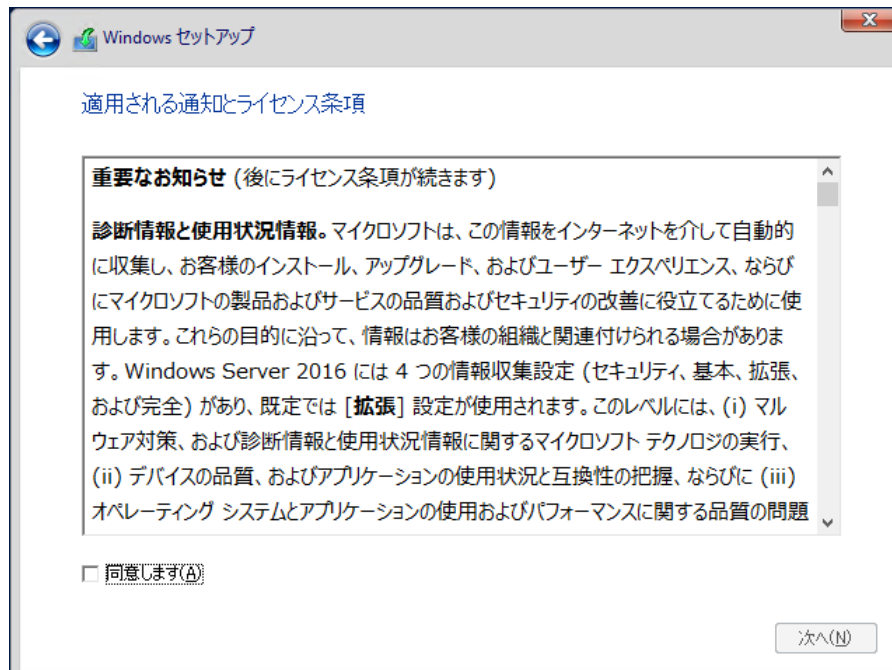 Windows セットアップ
適用される通知とライセンス条項
重要なお知らせ (後にライセンス条項が続きます)
診断情報と使用状況情報。マイクロソフトは、この情報をインターネットを介して自動的
に収集し、お客様のインストール、アップグレード、およびユーザー エクスペリエンス、ならび
にマイクロソフトの製品およびサービスの品質およびセキュリティの改善に役立てるために使
用します。これらの目的に沿って、情報はお客様の組織と関連付けられる場合がありま
す。Windows Server 2016 には 4 つの情報収集設定 (セキュリティ、基本、拡張、
および完全) があり、既定では [拡張] 設定が使用されます。このレベルには、(i) マル
ウェア対策、および診断情報と使用状況情報に関するマイクロソフト テクノロジの実行、
(ii) デバイスの品質、およびアプリケーションの使用状況と互換性の把握、ならびに (iii)
オペレーティング システムとアプリケーションの使用およびパフォーマンスに関する品質の問題
同意します(A)
次へ(N)